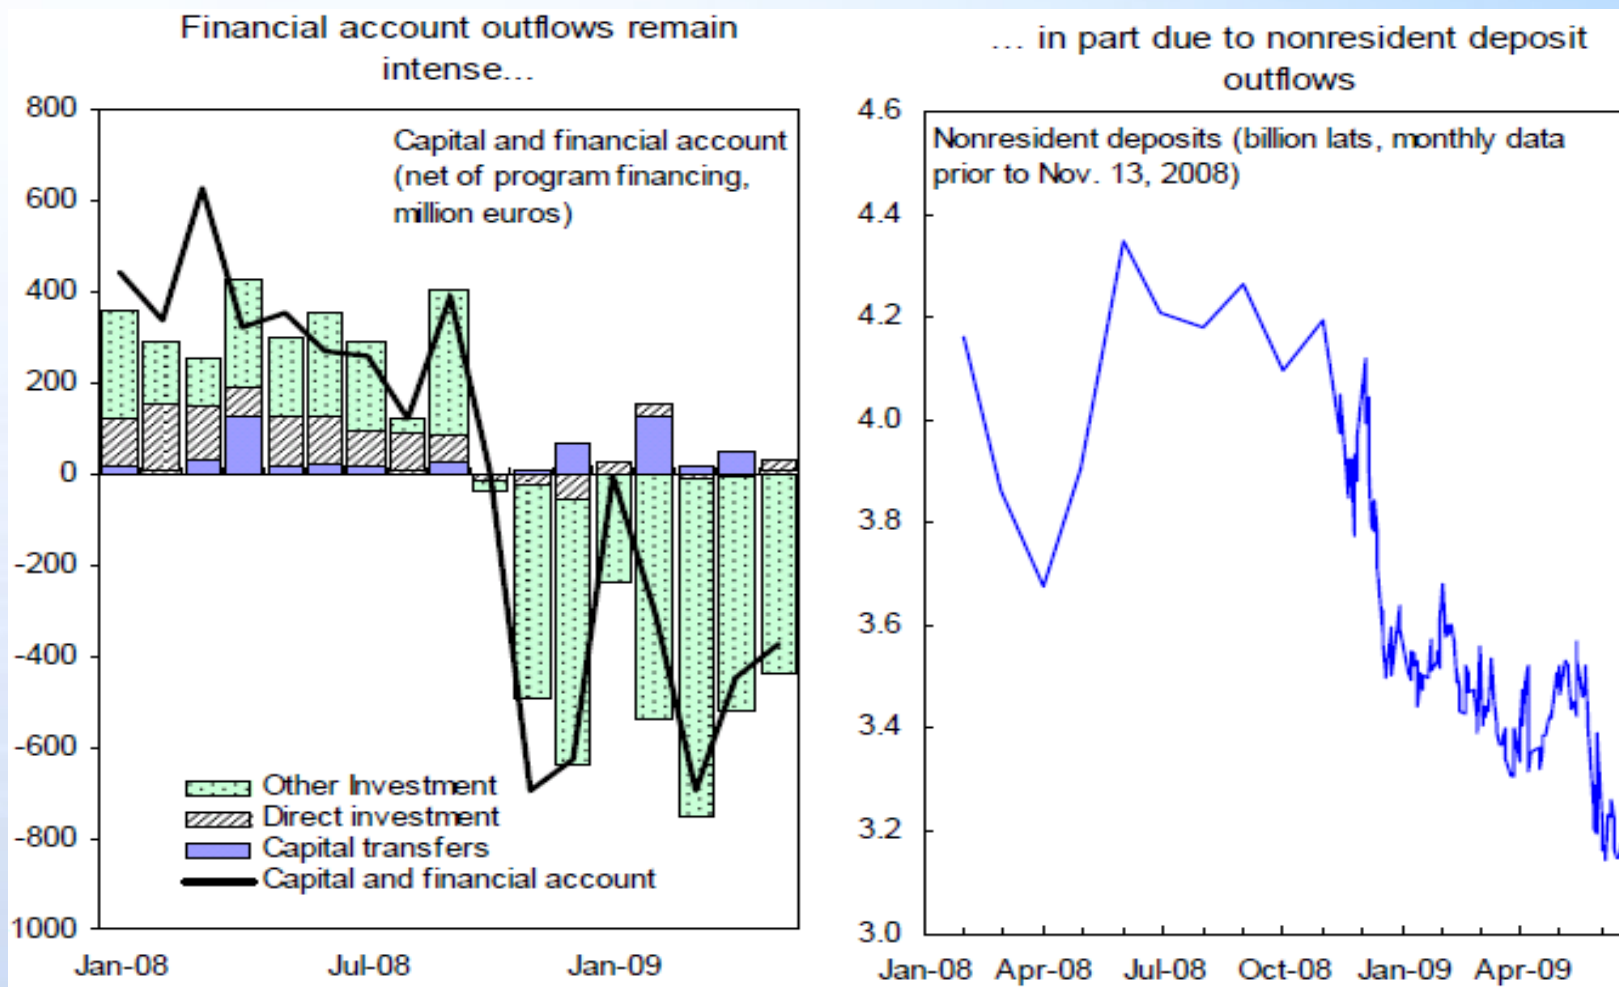 Financial account outflows remain
intense...
800
600
400
200
0
-200
-400
-600
-800
1000
Capital and financial account
(net of program financing,
million euros)
Other Investment
Direct investment
Capital transfers
Capital and financial account
Jan-08
Jul-08
Jan-09
... in part due to nonresident deposit
outflows
4.6
4.4
4.2
4.0
3.8
3.6
3.4
3.2
3.0
Nonresident deposits (billion lats, monthly data
prior to Nov. 13, 2008)
Jan-08
Apr-08
Jul-08
Oct-08
Jan-09
Apr-09